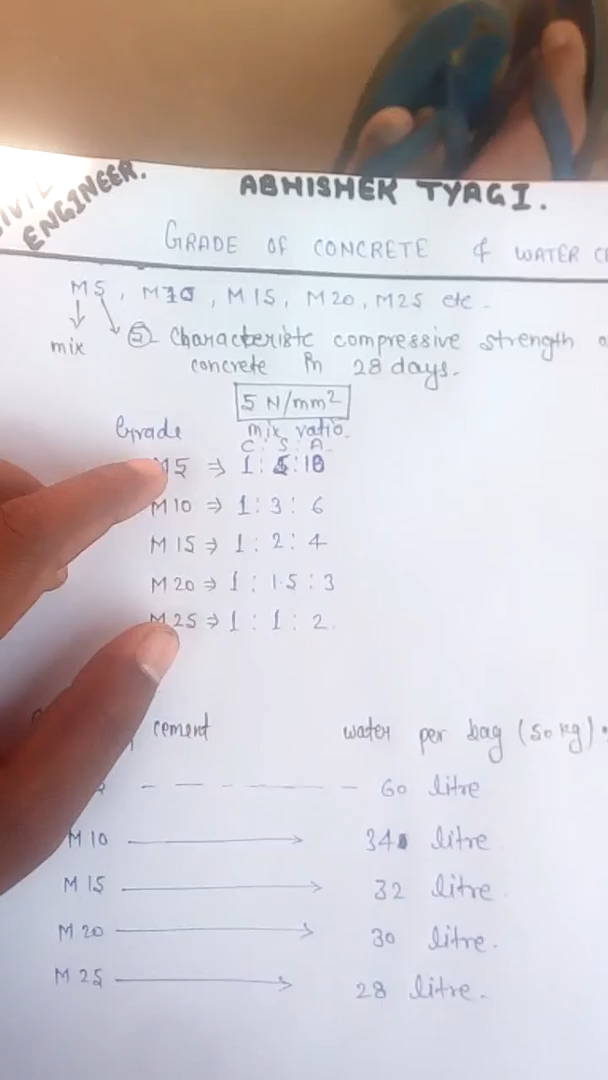 CIVIL ENGINEER.
ABHISHEK TYAGI.
GRADE OF CONCRETE & WATER
M5, M10, M15, M20, M25 etc.
mix
5 Characteristic compressive strength
concrete in 28 days.
5 N/mm²
Grade mix ratio.
C S A
M5 ⇒ 1 : 5 : 10
M10 ⇒ 1 : 3 : 6
M15 ⇒ 1 : 2 : 4
M20 ⇒ 1 : 1.5 : 3
M25 ⇒ 1 : 1 : 2.
cement water per bag (50 kg).
60 litre
M10 → 34 litre
M15 → 32 litre
M20 → 30 litre.
M25 → 28 litre.